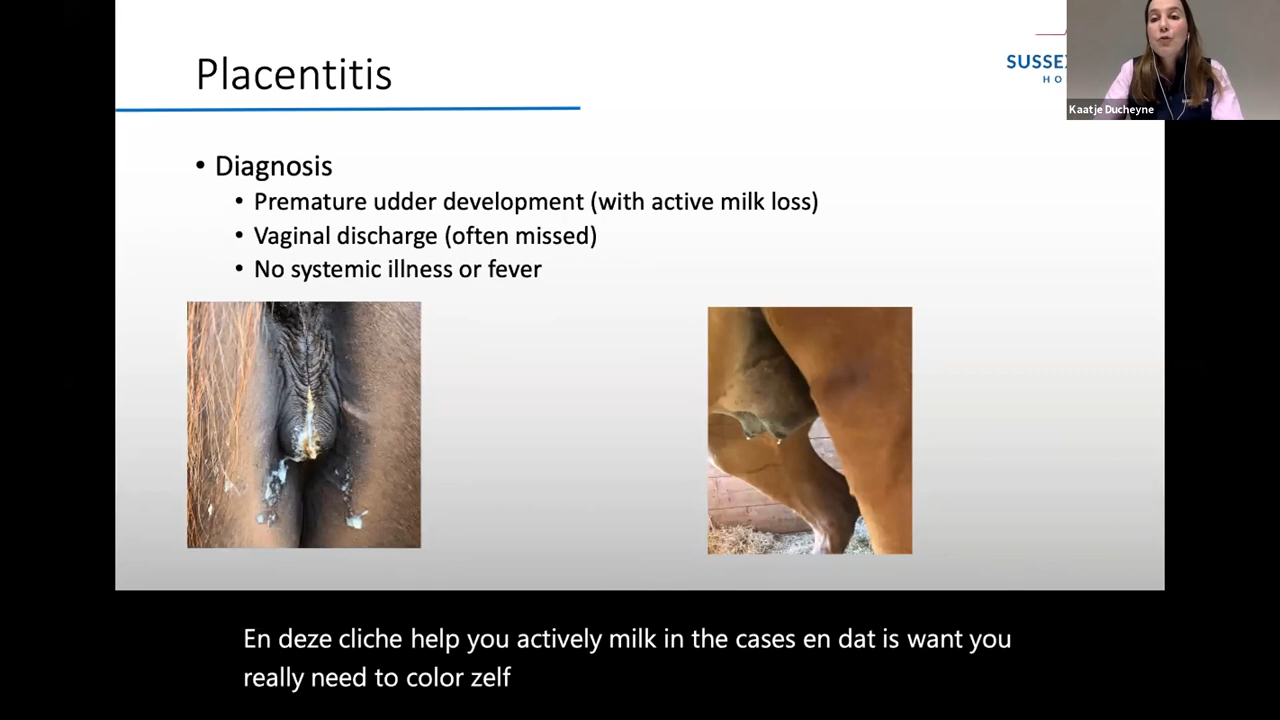 Placentitis
SUSSE
HO
Kaatje Ducheyne
• Diagnosis
• Premature udder development (with active milk loss)
• Vaginal discharge (often missed)
• No systemic illness or fever
En deze cliche help you actively milk in the cases en dat is want you
really need to color zelf